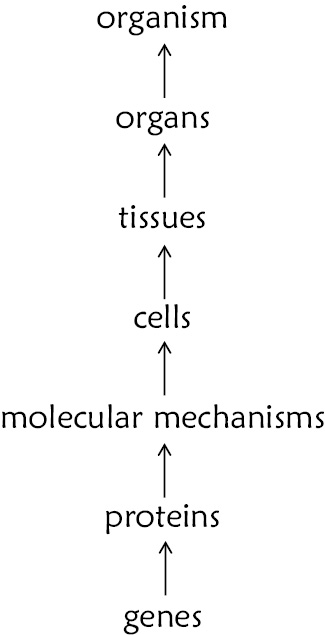 organism
organs
tissues
cells
molecular mechanisms
proteins
genes